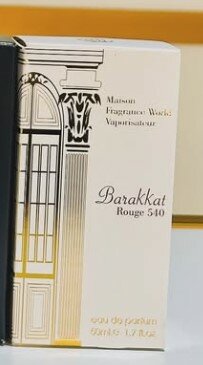 Maison
Fragrance World
Vaporisateur
Barakkat
Rouge 540
eau de parfum
50ml e 1.7 fl.oz.